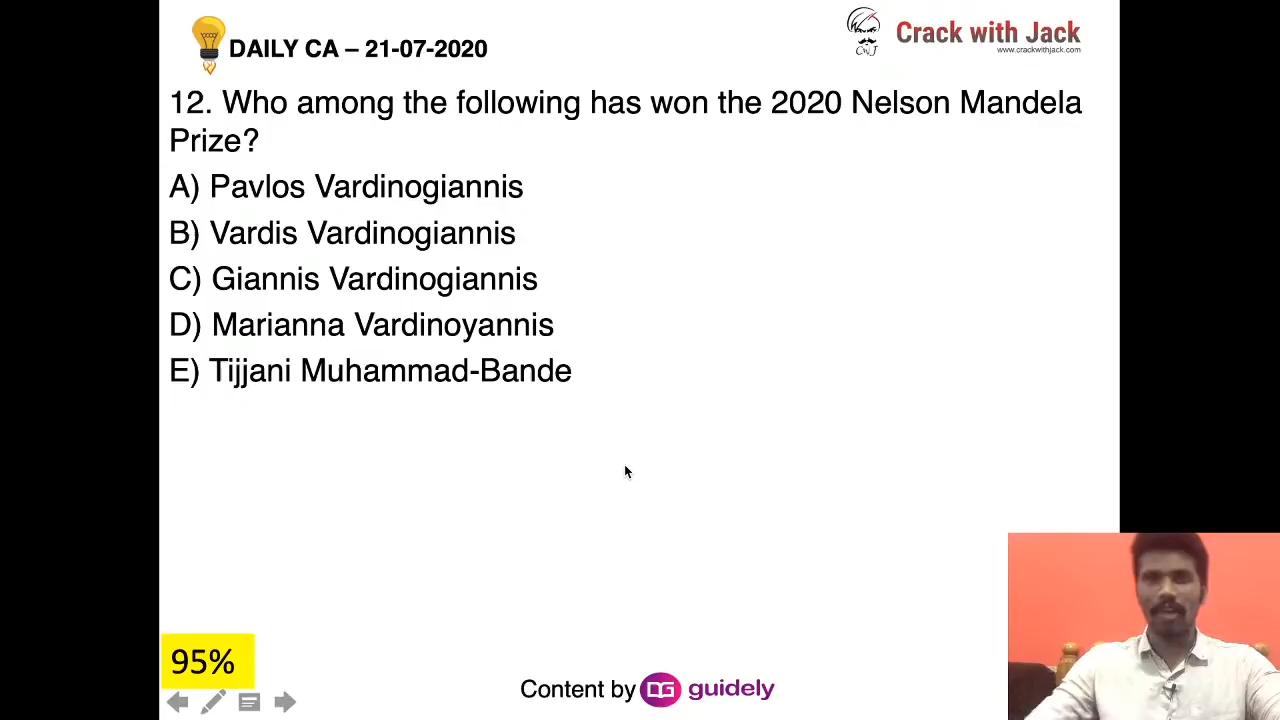 DAILY CA – 21-07-2020
Crack with Jack
www.crackwithjack.com
CWJ
12. Who among the following has won the 2020 Nelson Mandela
Prize?
A) Pavlos Vardinogiannis
B) Vardis Vardinogiannis
C) Giannis Vardinogiannis
D) Marianna Vardinoyannis
E) Tijjani Muhammad-Bande
95%
Content by DG guidely